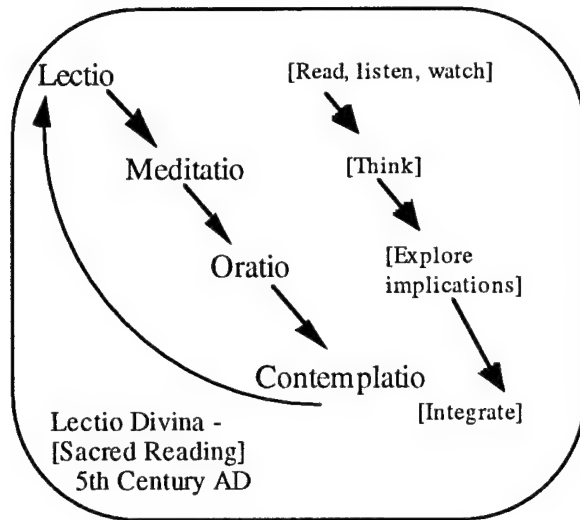 Lectio
[Read, listen, watch]
Meditatio
[Think]
Oratio
[Explore
implications]
Contemplatio
[Integrate]
Lectio Divina -
[Sacred Reading]
5th Century AD